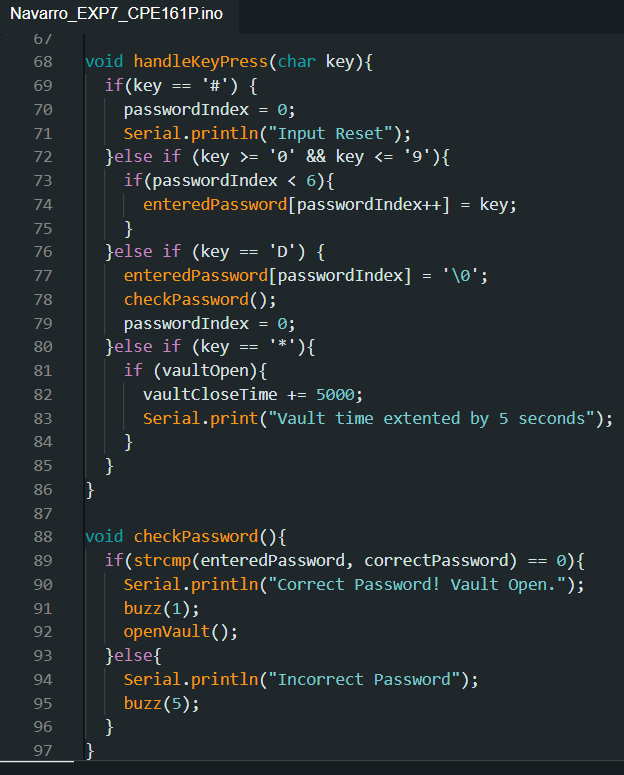 Navarro_EXP7_CPE161P.ino
67
68 void handleKeyPress(char key){
69 if(key == '#') {
70 passwordIndex = 0;
71 Serial.println("Input Reset");
72 }else if (key >= '0' && key <= '9'){
73 if(passwordIndex < 6){
74 enteredPassword[passwordIndex++] = key;
75 }
76 }else if (key == 'D') {
77 enteredPassword[passwordIndex] = '\0';
78 checkPassword();
79 passwordIndex = 0;
80 }else if (key == '*'){
81 if (vaultOpen){
82 vaultCloseTime += 5000;
83 Serial.print("Vault time extented by 5 seconds");
84 }
85 }
86 }
87
88 void checkPassword(){
89 if(strcmp(enteredPassword, correctPassword) == 0){
90 Serial.println("Correct Password! Vault Open.");
91 buzz(1);
92 openVault();
93 }else{
94 Serial.println("Incorrect Password");
95 buzz(5);
96 }
97 }